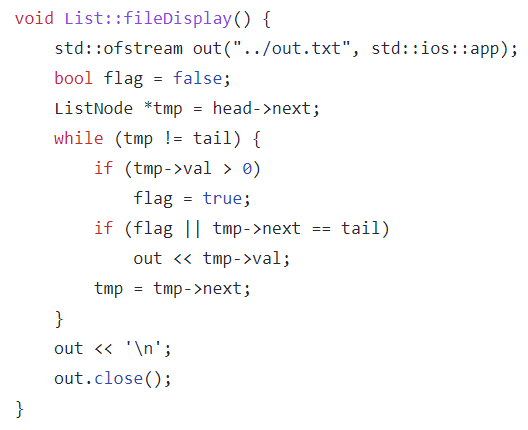 void List::fileDisplay() {
    std::ofstream out("../out.txt", std::ios::app);
    bool flag = false;
    ListNode *tmp = head->next;
    while (tmp != tail) {
        if (tmp->val > 0)
            flag = true;
        if (flag || tmp->next == tail)
            out << tmp->val;
        tmp = tmp->next;
    }
    out << '\n';
    out.close();
}